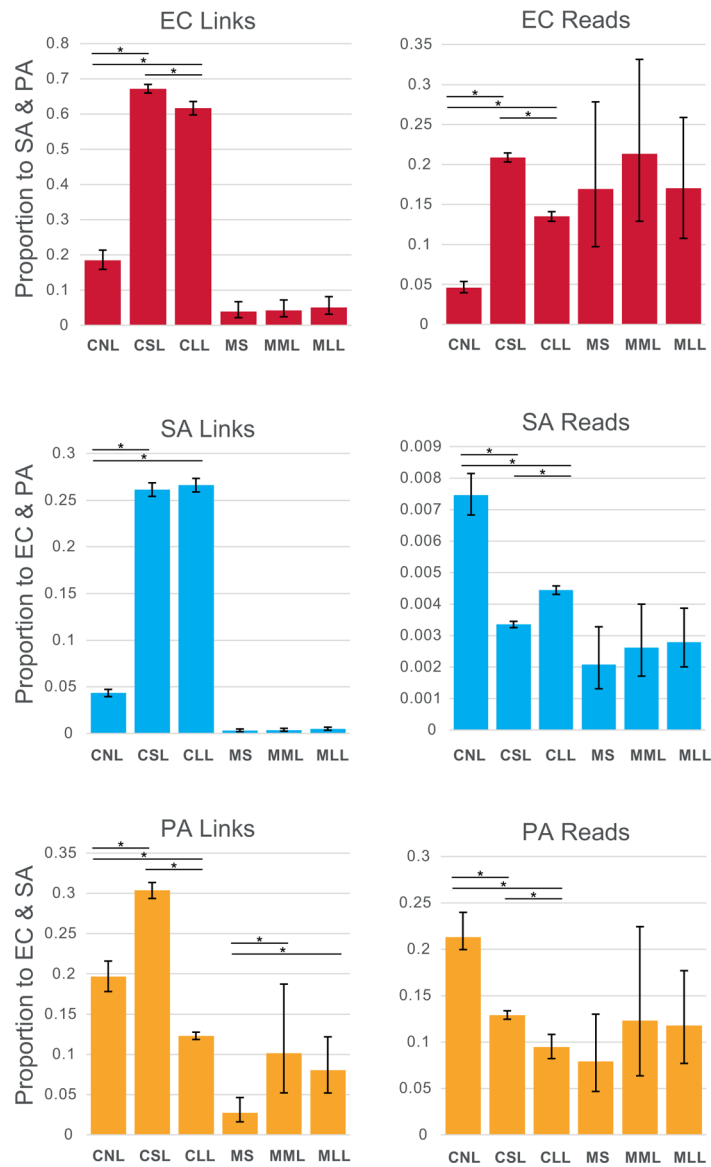 EC Links
Proportion to SA & PA
0.8
0.7
0.6
0.5
0.4
0.3
0.2
0.1
0
* * *
CNL CSL CLL MS MML MLL
EC Reads
0.35
0.3
0.25
0.2
0.15
0.1
0.05
0
* * *
CNL CSL CLL MS MML MLL
SA Links
Proportion to EC & PA
0.3
0.25
0.2
0.15
0.1
0.05
0
* *
CNL CSL CLL MS MML MLL
SA Reads
0.009
0.008
0.007
0.006
0.005
0.004
0.003
0.002
0.001
0
* * *
CNL CSL CLL MS MML MLL
PA Links
Proportion to EC & SA
0.35
0.3
0.25
0.2
0.15
0.1
0.05
0
* * * * *
CNL CSL CLL MS MML MLL
PA Reads
0.3
0.25
0.2
0.15
0.1
0.05
0
* * *
CNL CSL CLL MS MML MLL